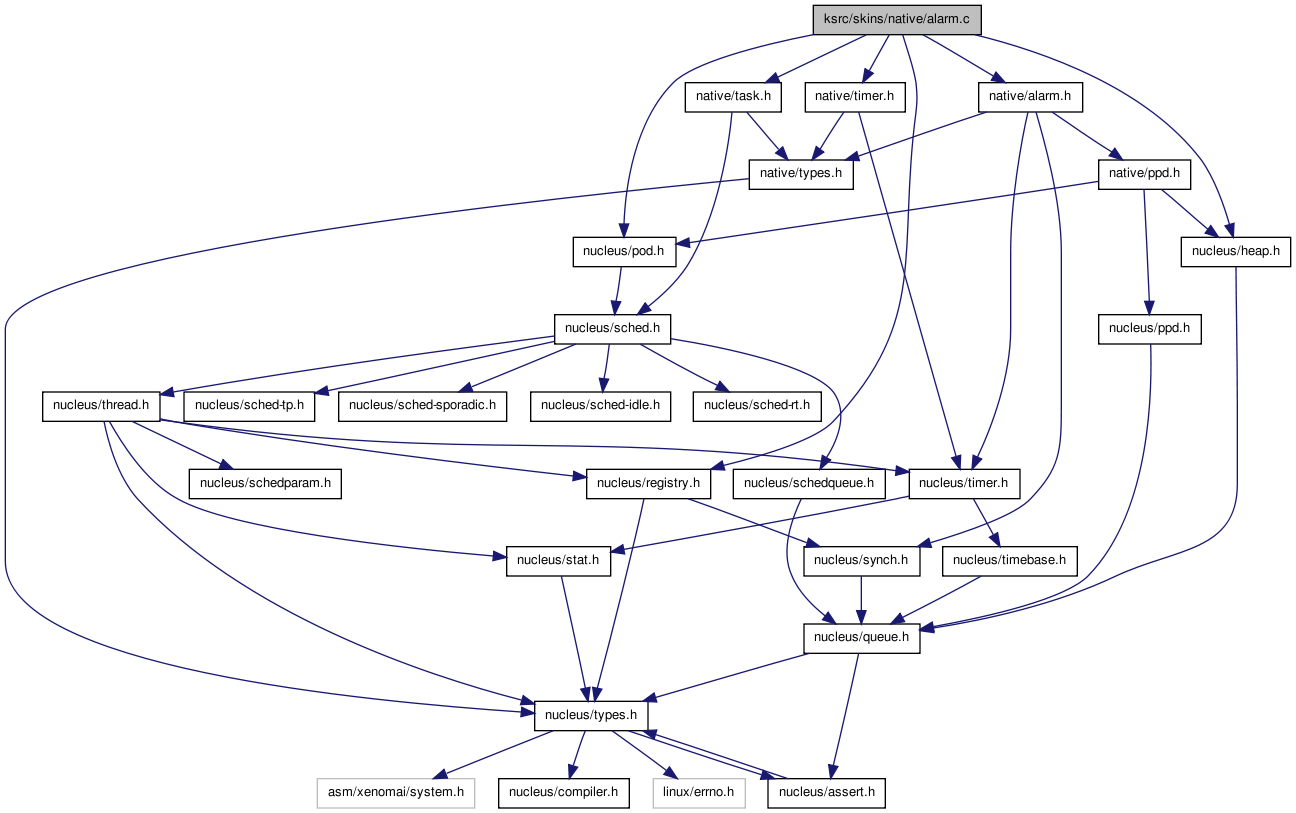 ksrc/skins/native/alarm.c
native/task.h
native/timer.h
native/alarm.h
native/types.h
native/ppd.h
nucleus/pod.h
nucleus/heap.h
nucleus/sched.h
nucleus/ppd.h
nucleus/thread.h
nucleus/sched-tp.h
nucleus/sched-sporadic.h
nucleus/sched-idle.h
nucleus/sched-rt.h
nucleus/schedparam.h
nucleus/registry.h
nucleus/schedqueue.h
nucleus/timer.h
nucleus/stat.h
nucleus/synch.h
nucleus/timebase.h
nucleus/queue.h
nucleus/types.h
asm/xenomai/system.h
nucleus/compiler.h
linux/errno.h
nucleus/assert.h